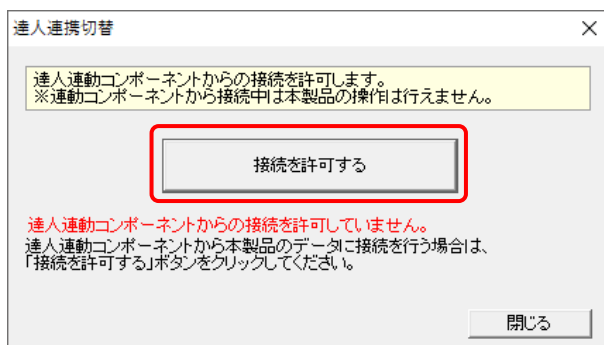 達人連携切替
達人連動コンポーネントからの接続を許可します。
※連動コンポーネントから接続中は本製品の操作は行えません。
接続を許可する
達人連動コンポーネントからの接続を許可していません。
達人連動コンポーネントから本製品のデータに接続を行う場合は、
「接続を許可する」ボタンをクリックしてください。
閉じる